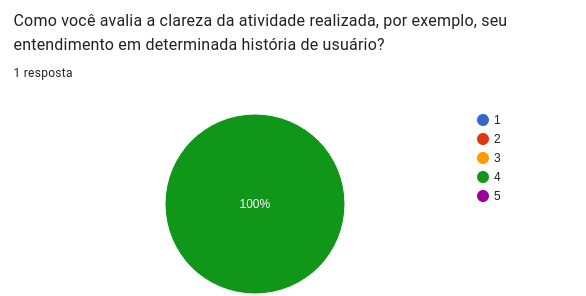 Como você avalia a clareza da atividade realizada, por exemplo, seu
entendimento em determinada história de usuário?
1 resposta
100%
1
2
3
4
5